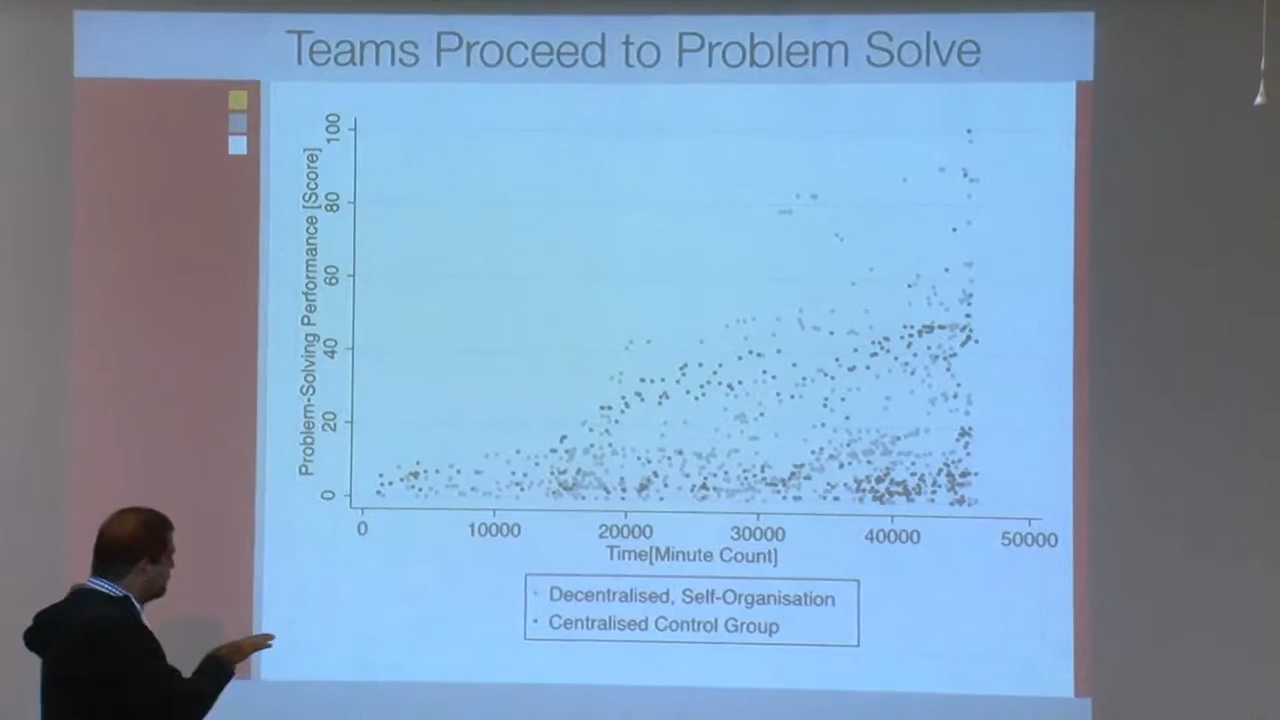 Teams Proceed to Problem Solve
Problem-Solving Performance [Score]
100
80
60
40
20
0
0 10000 20000 30000 40000 50000
Time[Minute Count]
Decentralised, Self-Organisation
Centralised Control Group